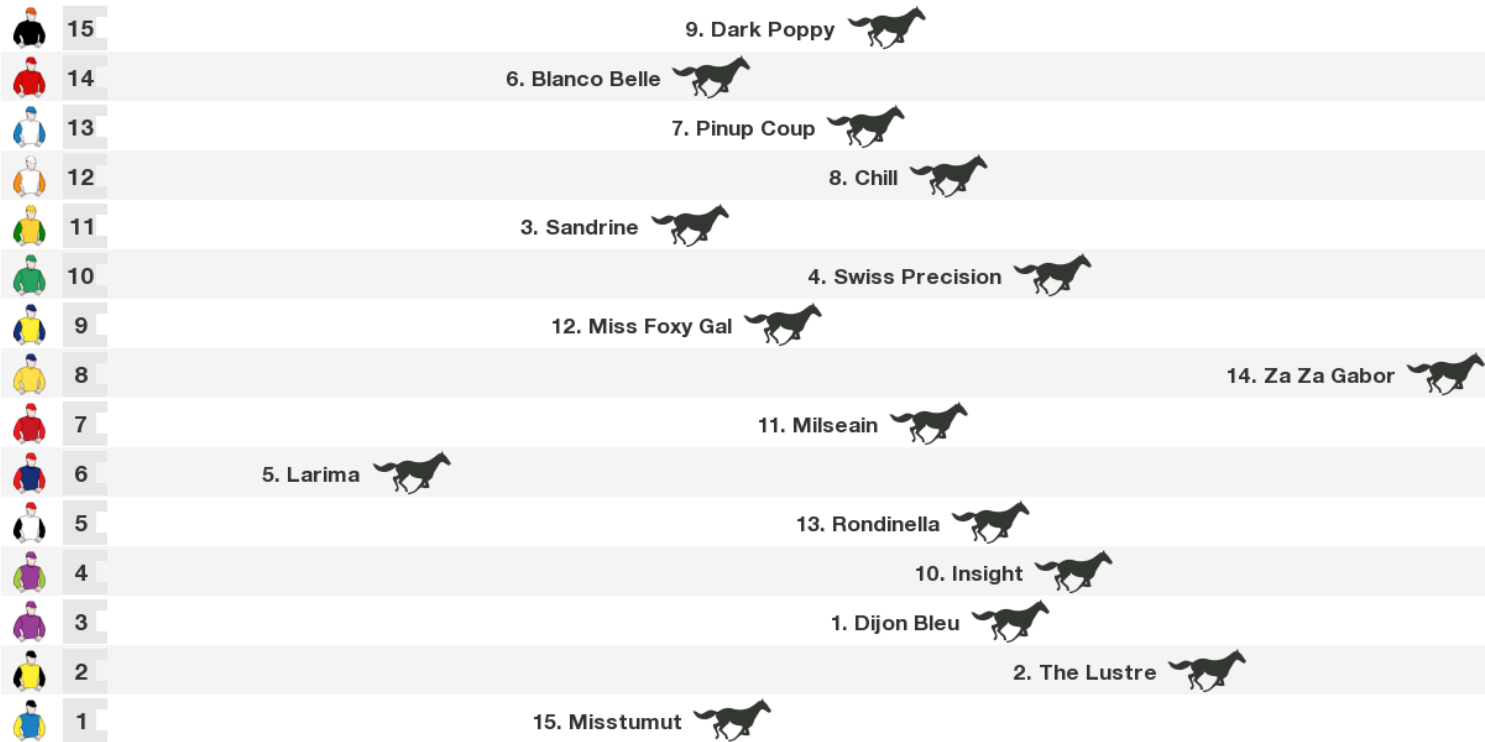 15 9. Dark Poppy
14 6. Blanco Belle
13 7. Pinup Coup
12 8. Chill
11 3. Sandrine
10 4. Swiss Precision
9 12. Miss Foxy Gal
8 14. Za Za Gabor
7 11. Milseain
6 5. Larima
5 13. Rondinella
4 10. Insight
3 1. Dijon Bleu
2 2. The Lustre
1 15. Misstumut